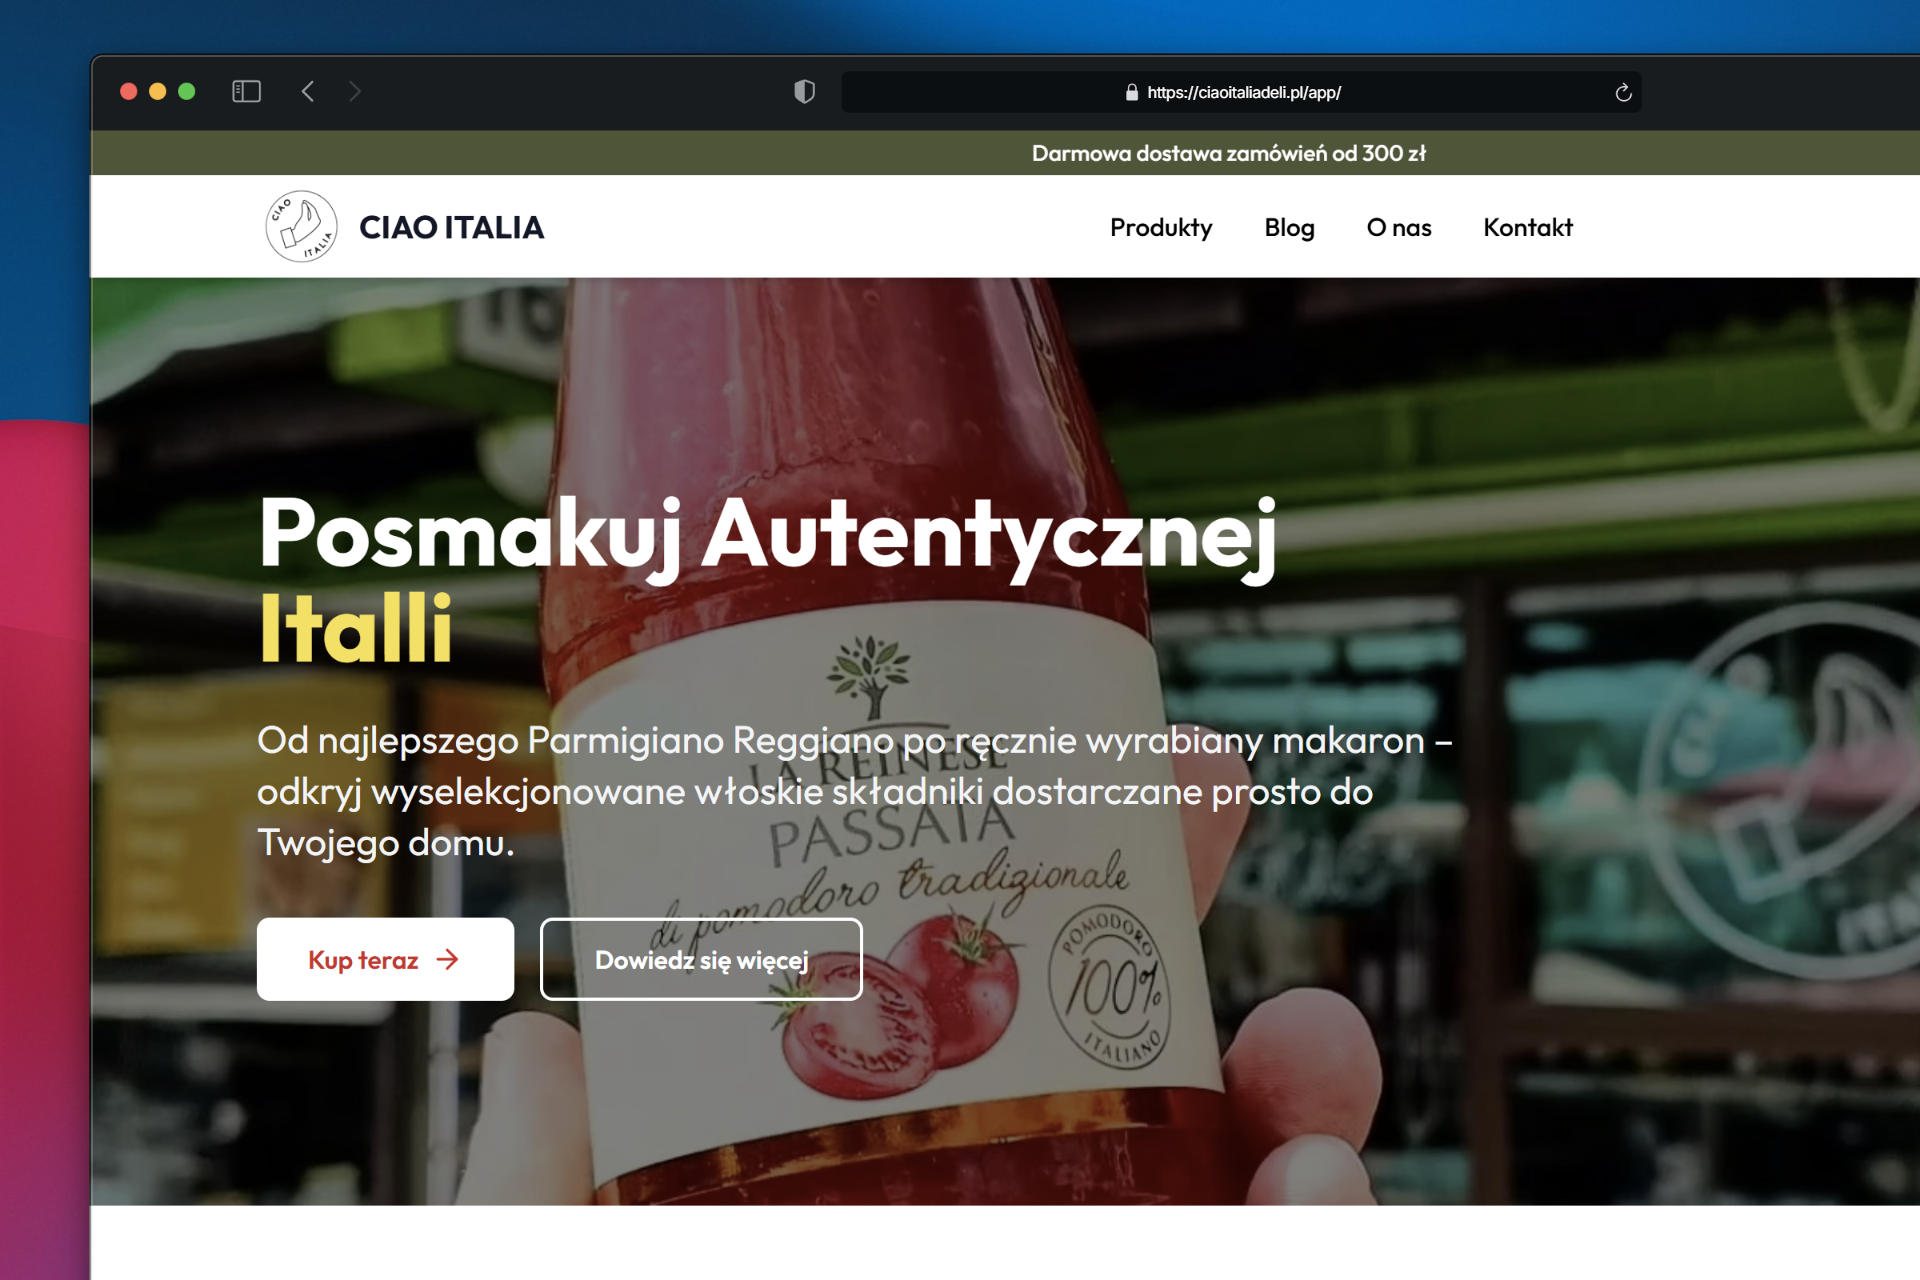 https://ciaoitaliadeli.pl/app/
Darmowa dostawa zamówień od 300 zł
CIAO ITALIA
CIAO ITALIA
Produkty Blog O nas Kontakt
16
Posmakuj Autentycznej
Italli
Od najlepszego Parmigiano Reggiano po ręcznie wyrabiany makaron –
odkryj wyselekcjonowane włoskie składniki dostarczane prosto do
Twojego domu.
LA REINESE
PASSATA
di pomodoro tradizionale
POMODORO
100%
ITALIANO
Kup teraz →
Dowiedz się więcej